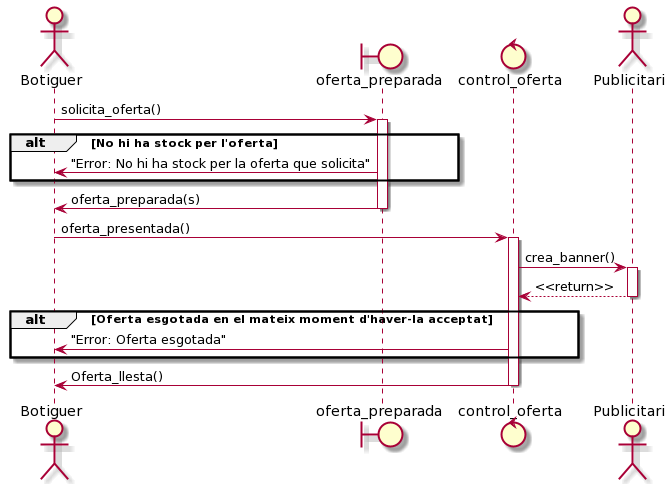 Botiguer
oferta_preparada
control_oferta
Publicitari
solicita_oferta()
alt [No hi ha stock per l'oferta]
"Error: No hi ha stock per la oferta que solicita"
oferta_preparada(s)
oferta_presentada()
crea_banner()
<<return>>
alt [Oferta esgotada en el mateix moment d'haver-la acceptat]
"Error: Oferta esgotada"
Oferta_llesta()
Botiguer
oferta_preparada
control_oferta
Publicitari